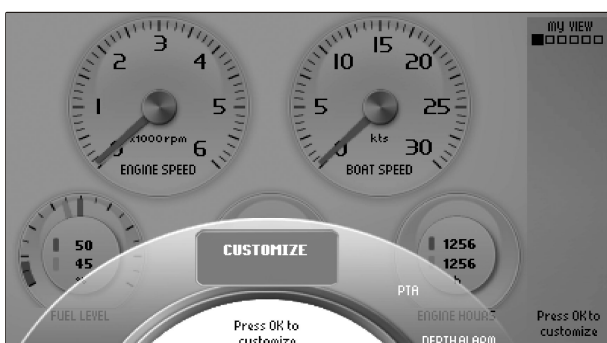 MY VIEW
1 2 3 4 5 6
x1000 rpm
ENGINE SPEED
5 10 15 20 25 30
kts
0
BOAT SPEED
50
45
FUEL LEVEL
1256
1256
h
ENGINE HOURS
CUSTOMIZE
PTA
DEPTH ALARM
Press OK to
customize
Press OK to
customize